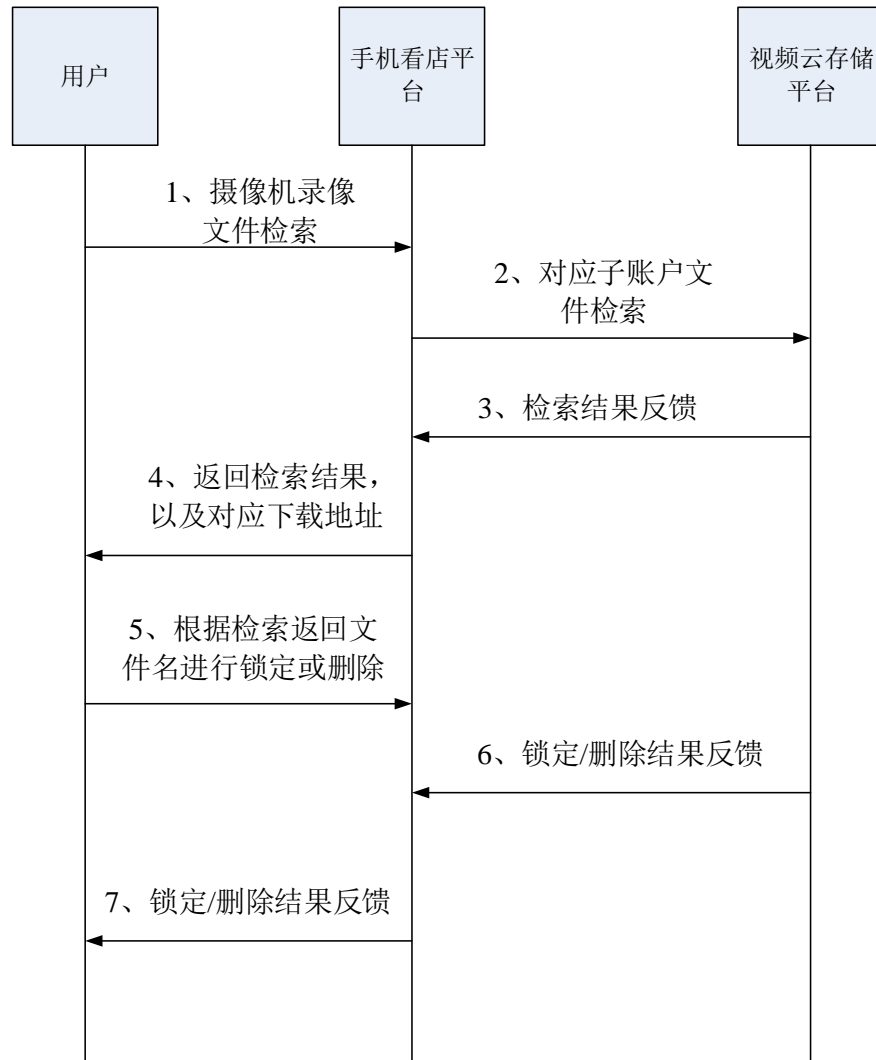 用户
手机看店平
台
视频云存储
平台
1、摄像机录像
文件检索
2、对应子账户文
件检索
3、检索结果反馈
4、返回检索结果，
以及对应下载地址
5、根据检索返回文
件名进行锁定或删除
6、锁定/删除结果反馈
7、锁定/删除结果反馈